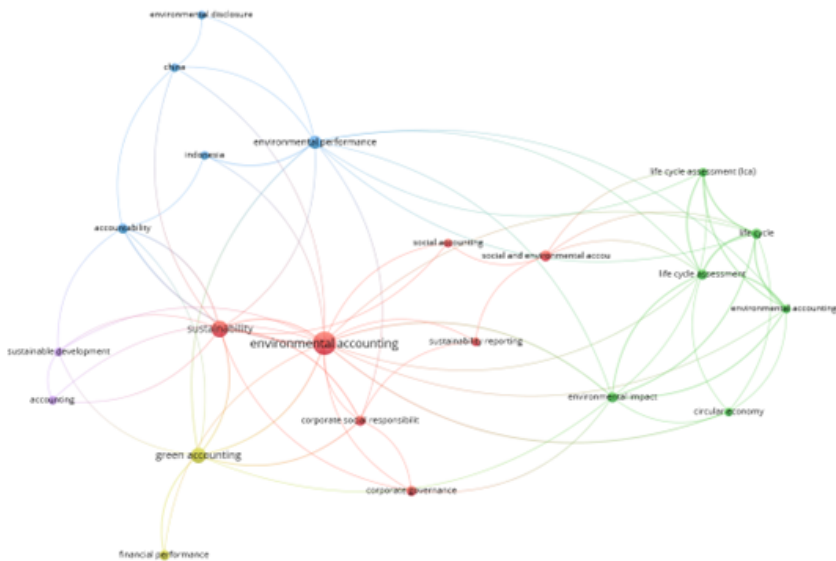 environmental disclosure
china
environmental performance
indonesia
life cycle assessment (lca)
accountability
life cycle
social accounting
social and environmental accou
life cycle assessment
environmental accounting
sustainability
environmental accounting
sustainability reporting
sustainable development
accounting
environmental impact
circular economy
corporate social responsibilit
green accounting
corporate governance
financial performance